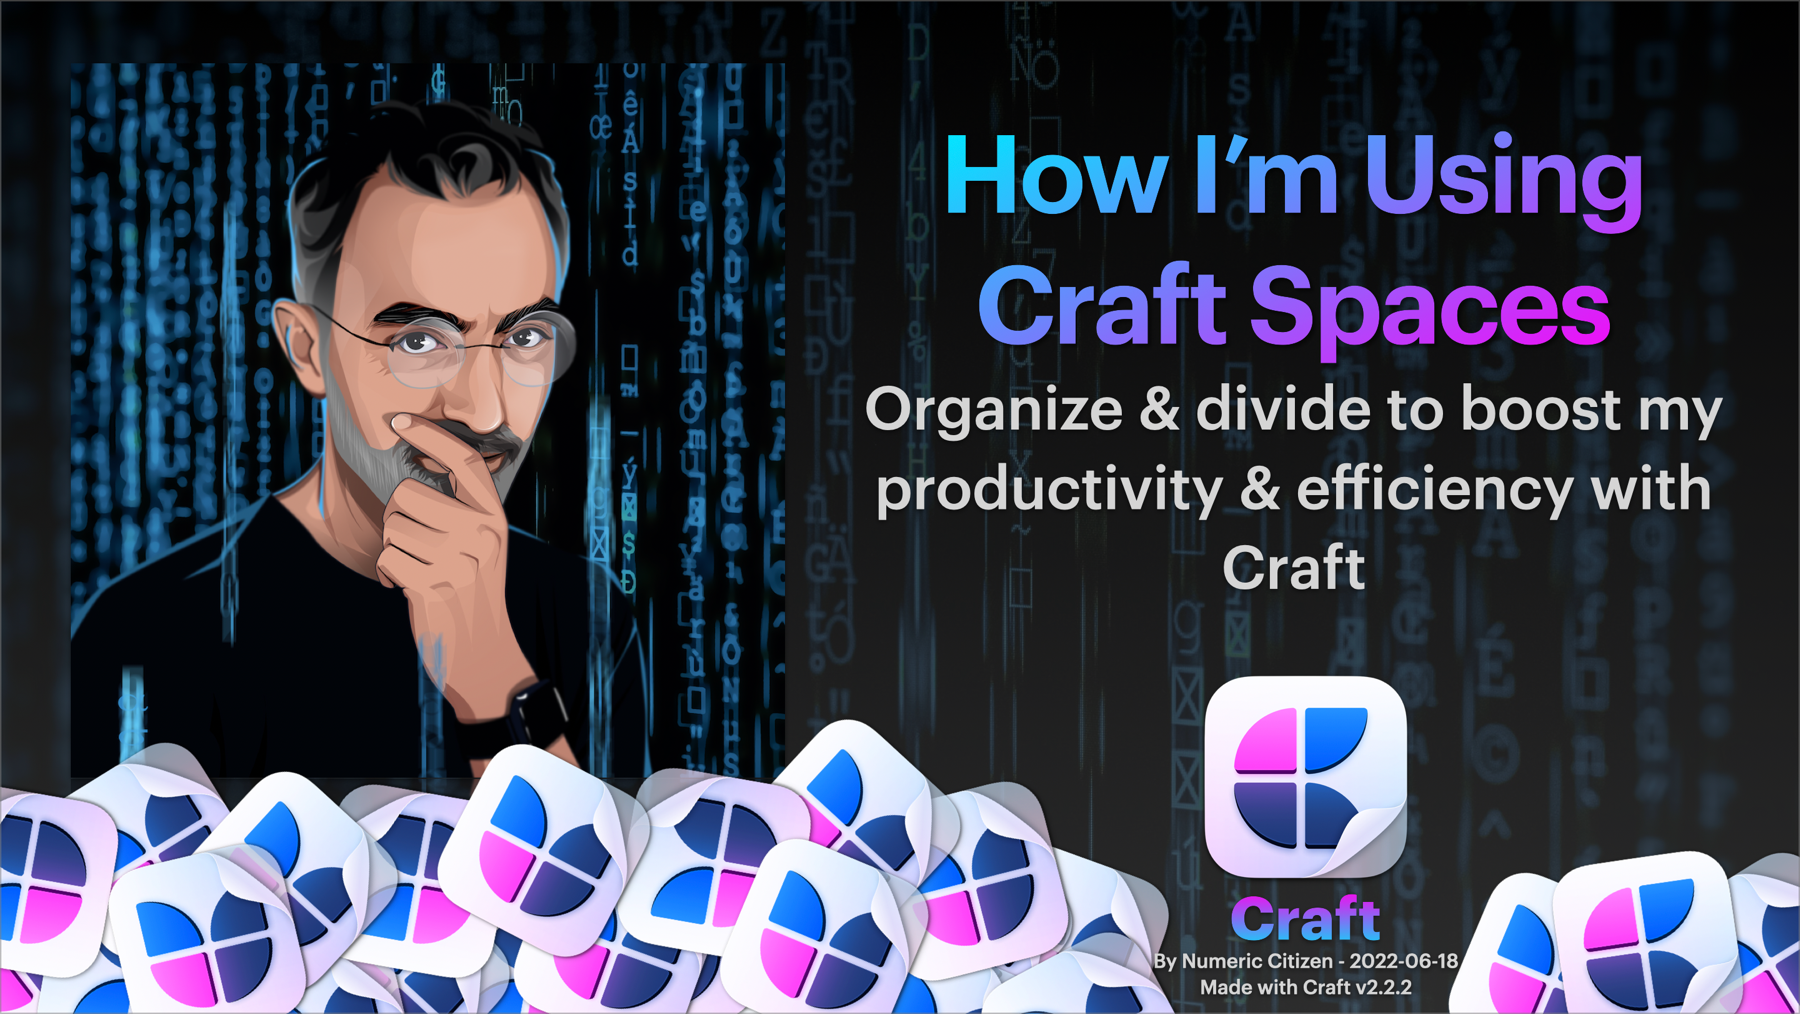 How I’m Using
Craft Spaces
Organize & divide to boost my
productivity & efficiency with
Craft
Craft
By Numeric Citizen - 2022-06-18
Made with Craft v2.2.2